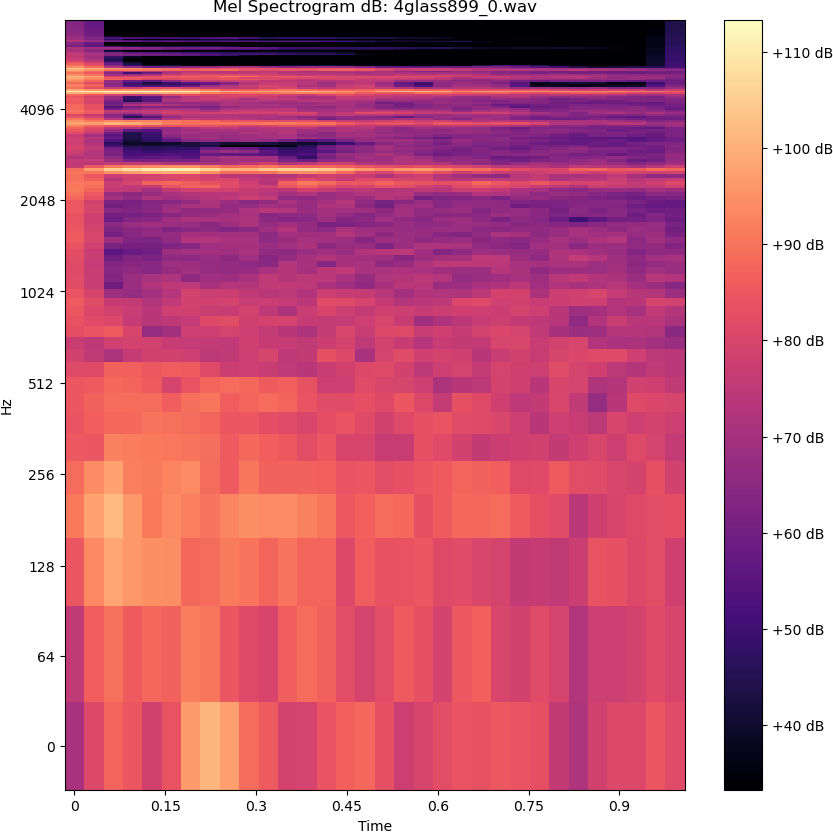 Mel Spectrogram dB: 4glass899_0.wav
+110 dB
+100 dB
+90 dB
+80 dB
+70 dB
+60 dB
+50 dB
+40 dB
4096
2048
1024
512
256
128
64
0
Hz
0 0.15 0.3 0.45 0.6 0.75 0.9
Time